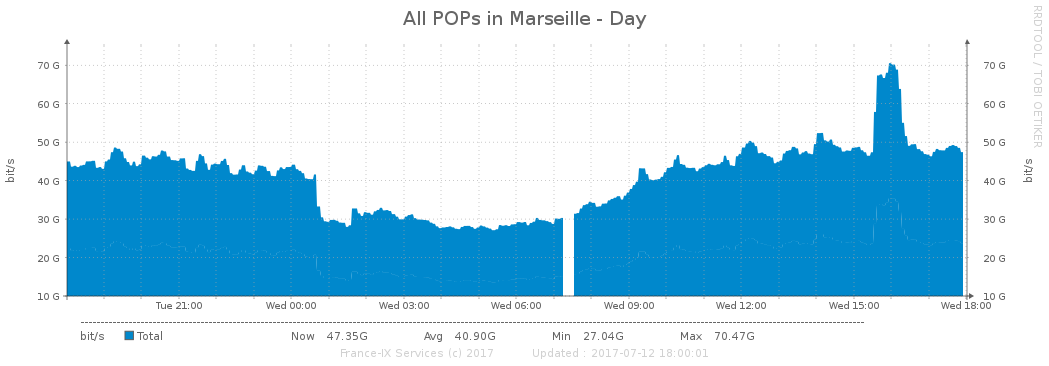 All POPs in Marseille - Day
RRDTOOL / TOBI OETIKER
bit/s
bit/s
70 G 70 G
60 G 60 G
50 G 50 G
40 G 40 G
30 G 30 G
20 G 20 G
10 G 10 G
Tue 21:00 Wed 00:00 Wed 03:00 Wed 06:00 Wed 09:00 Wed 12:00 Wed 15:00 Wed 18:00
bit/s Total Now 47.35G Avg 40.90G Min 27.04G Max 70.47G
France-IX Services (c) 2017 Updated : 2017-07-12 18:00:01